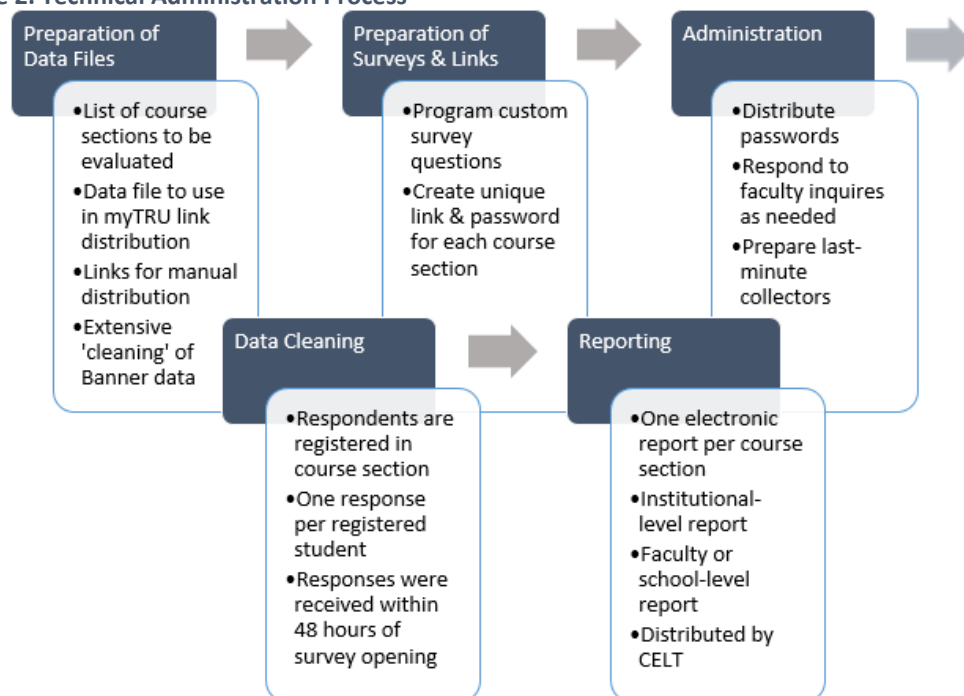 e 2. Technical Administration Process
Preparation of
Data Files
•List of course
sections to be
evaluated
•Data file to use
in myTRU link
distribution
•Links for manual
distribution
•Extensive
'cleaning' of
Banner data
Preparation of
Surveys & Links
•Program custom
survey
questions
•Create unique
link & password
for each course
section
Administration
•Distribute
passwords
•Respond to
faculty inquires
as needed
•Prepare last-
minute
collectors
Data Cleaning
•Respondents are
registered in
course section
•One response
per registered
student
•Responses were
received within
48 hours of
survey opening
Reporting
•One electronic
report per course
section
•Institutional-
level report
•Faculty or
school-level
report
•Distributed by
CELT